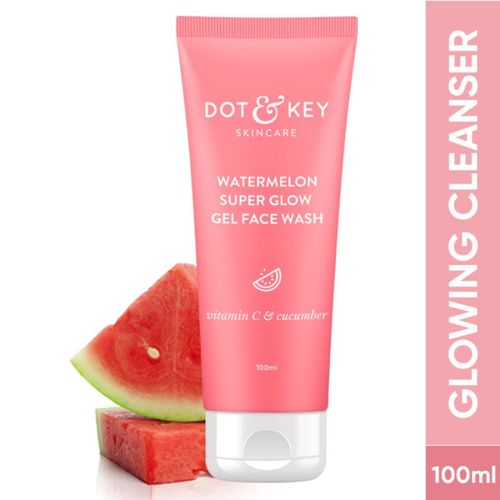 DOT & KEY
SKINCARE
WATERMELON
SUPER GLOW
GEL FACE WASH
vitamin C & cucumber
100ml
GLOWING CLEANSER
100ml